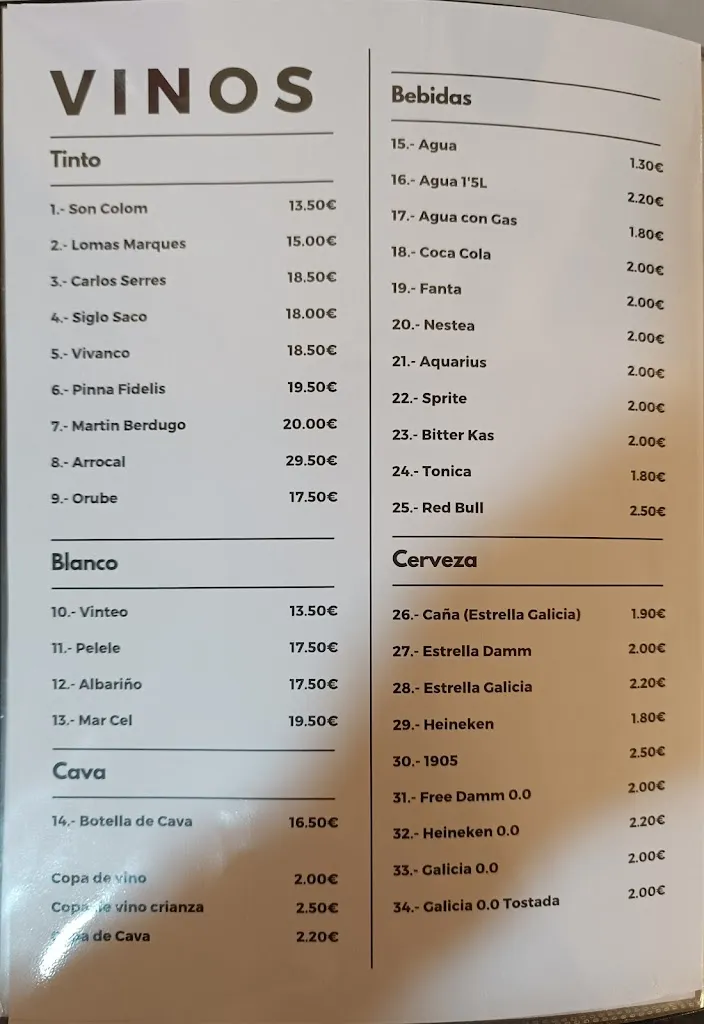 VINOS
Tinto
1.- Son Colom 13.50€
2.- Lomas Marques 15.00€
3.- Carlos Serres 18.50€
4.- Siglo Saco 18.00€
5.- Vivanco 18.50€
6.- Pinna Fidelis 19.50€
7.- Martin Berdugo 20.00€
8.- Arrocal 29.50€
9.- Orube 17.50€
Blanco
10.- Vinteo 13.50€
11.- Pelele 17.50€
12.- Albariño 17.50€
13.- Mar Cel 19.50€
Cava
14.- Botella de Cava 16.50€
Copa de vino 2.00€
Copa de vino crianza 2.50€
Copa de Cava 2.20€
Bebidas
15.- Agua 1.30€
16.- Agua 1'5L 2.20€
17.- Agua con Gas 1.80€
18.- Coca Cola 2.00€
19.- Fanta 2.00€
20.- Nestea 2.00€
21.- Aquarius 2.00€
22.- Sprite 2.00€
23.- Bitter Kas 2.00€
24.- Tonica 1.80€
25.- Red Bull 2.50€
Cerveza
26.- Caña (Estrella Galicia) 1.90€
27.- Estrella Damm 2.00€
28.- Estrella Galicia 2.20€
29.- Heineken 1.80€
30.- 1905 2.50€
31.- Free Damm 0.0 2.00€
32.- Heineken 0.0 2.20€
33.- Galicia 0.0 2.00€
34.- Galicia 0.0 Tostada 2.00€